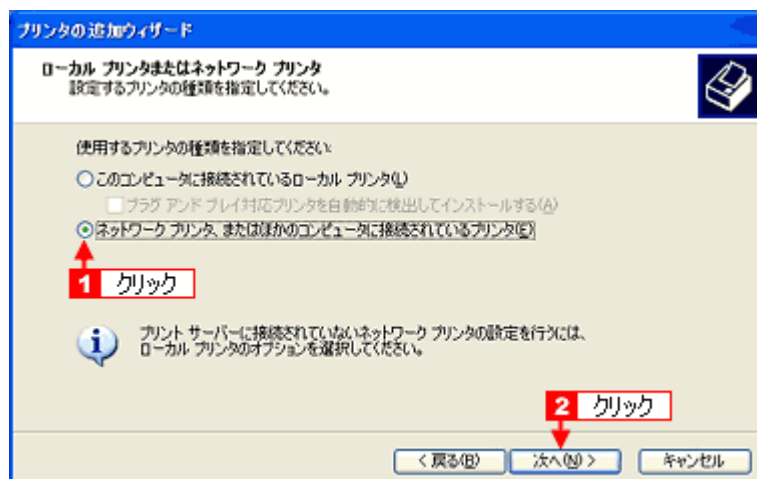 プリンタの追加ウィザード
ローカル プリンタまたはネットワーク プリンタ
設定するプリンタの種類を指定してください。
使用するプリンタの種類を指定してください:
このコンピュータに接続されているローカル プリンタ(L)
プラグ アンド プレイ対応プリンタを自動的に検出してインストールする(A)
ネットワーク プリンタ、またはほかのコンピュータに接続されているプリンタ(E)
1 クリック
プリント サーバーに接続されていないネットワーク プリンタの設定を行うには、
ローカル プリンタのオプションを選択してください。
2 クリック
< 戻る(B) 次へ(N) > キャンセル